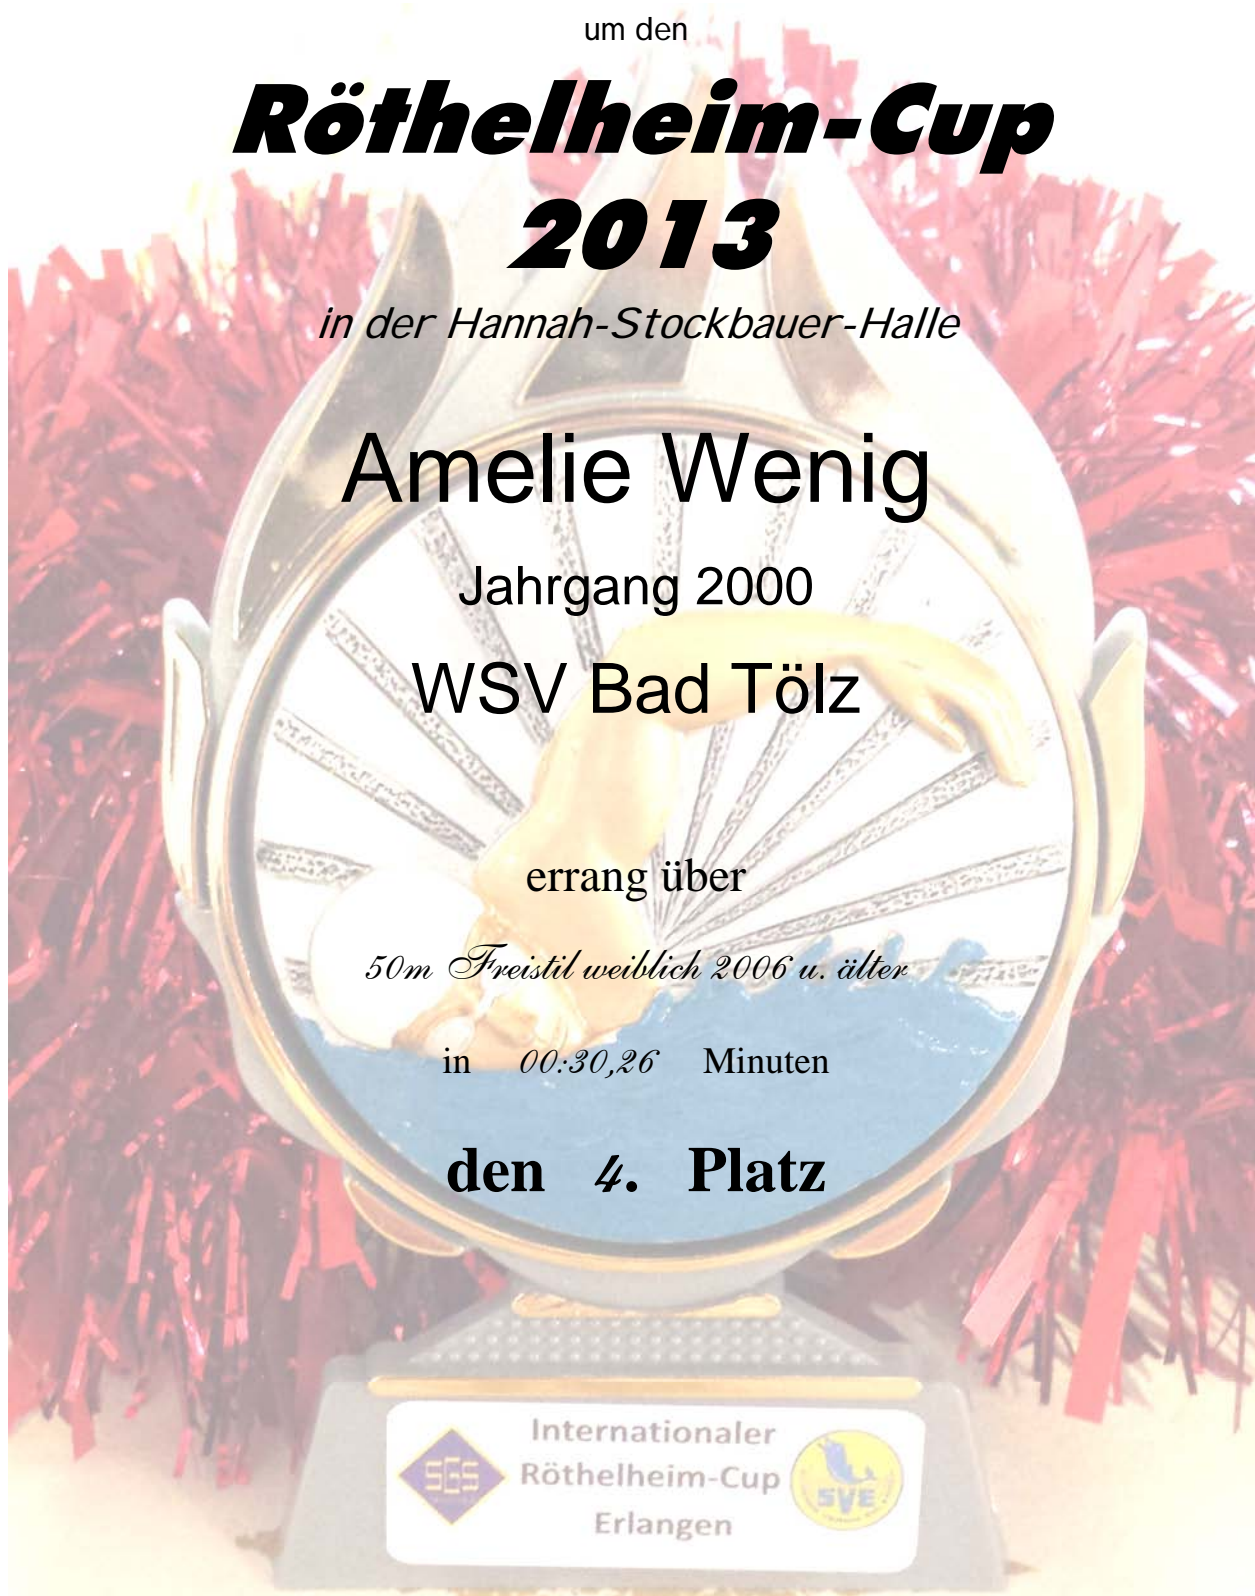 um den
Röthelheim-Cup
2013
in der Hannah-Stockbauer-Halle
Amelie Wenig
Jahrgang 2000
WSV Bad Tölz
errang über
50m Freistil weiblich 2006 u. älter
in 00:30,26 Minuten
den 4. Platz
Internationaler
SGS Röthelheim-Cup SVE
Erlangen